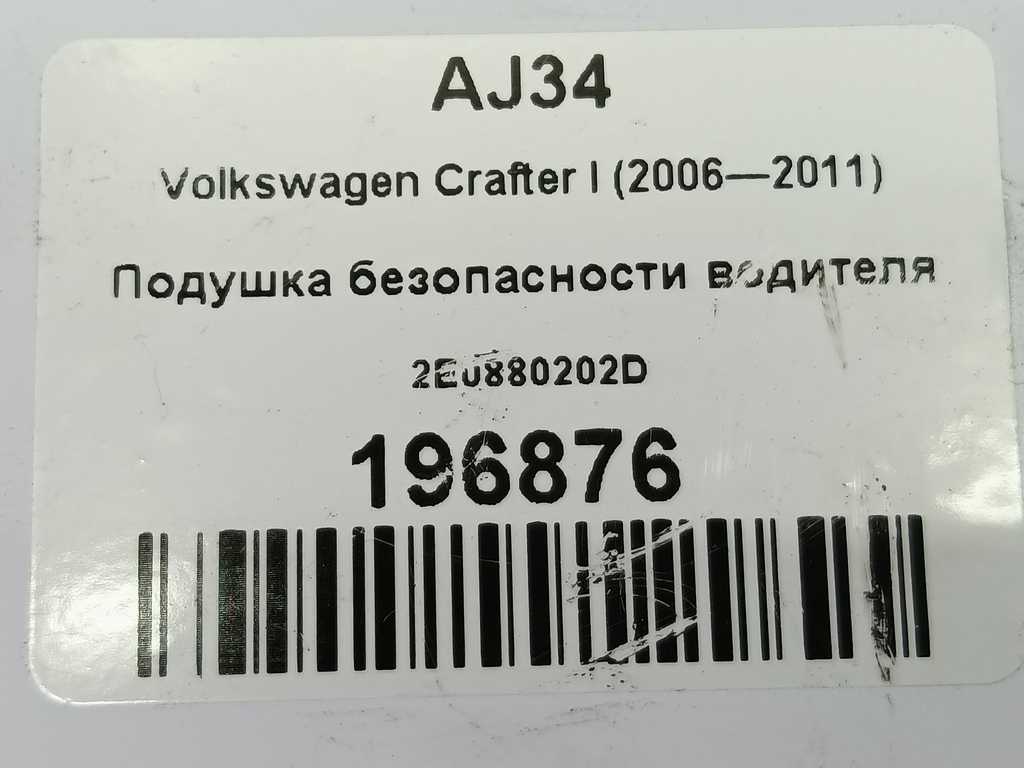 AJ34
Volkswagen Crafter I (2006—2011)
Подушка безопасности водителя
2E0880202D
196876